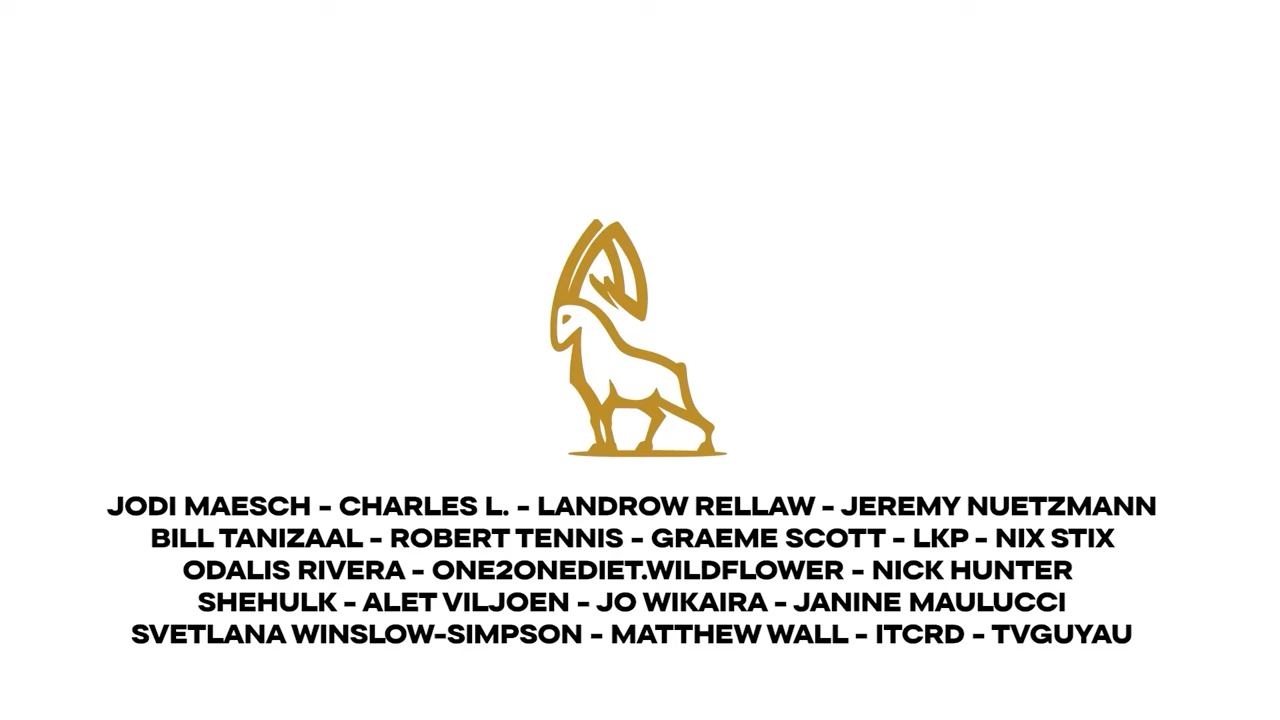 JODI MAESCH - CHARLES L. - LANDROW RELLAW - JEREMY NUETZMANN
BILL TANIZAAL - ROBERT TENNIS - GRAEME SCOTT - LKP - NIX STIX
ODALIS RIVERA - ONE2ONEDIET.WILDFLOWER - NICK HUNTER
SHEHULK - ALET VILJOEN - JO WIKAIRA - JANINE MAULUCCI
SVETLANA WINSLOW-SIMPSON - MATTHEW WALL - ITCRD - TVGUYAU